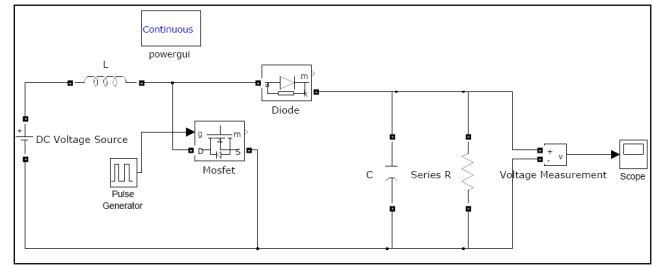 Continuous
powergui
L
a
m
k
Diode
+
DC Voltage Source
g
m
D
S
Mosfet
Pulse
Generator
C
Series R
+
-
v
Voltage Measurement
Scope